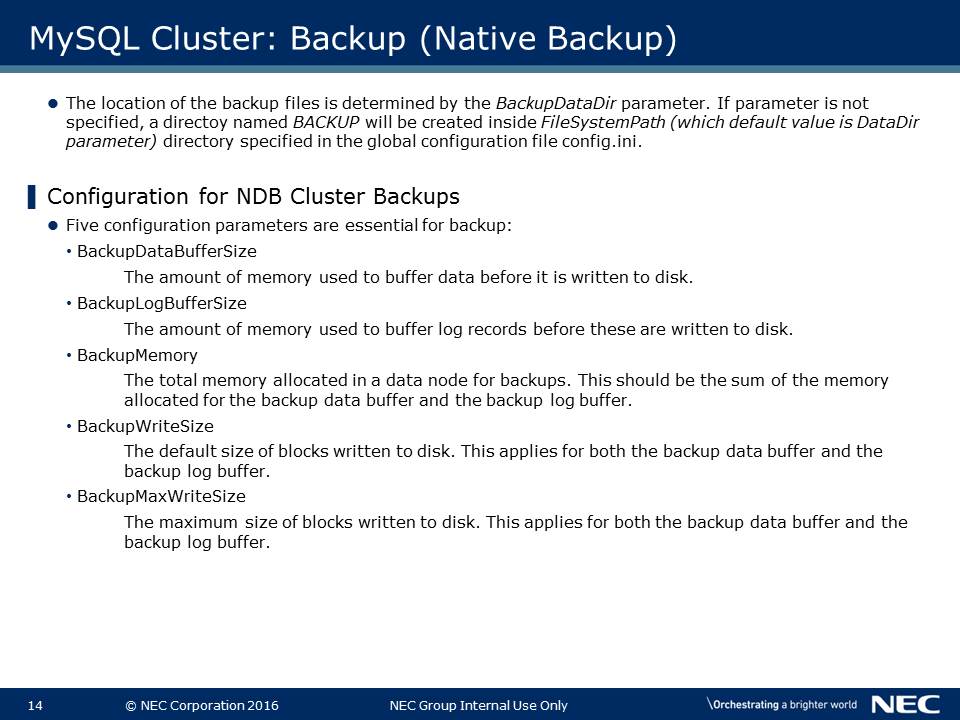 MySQL Cluster: Backup (Native Backup)
● The location of the backup files is determined by the BackupDataDir parameter. If parameter is not
specified, a directoy named BACKUP will be created inside FileSystemPath (which default value is DataDir
parameter) directory specified in the global configuration file config.ini.
Configuration for NDB Cluster Backups
● Five configuration parameters are essential for backup:
• BackupDataBufferSize
The amount of memory used to buffer data before it is written to disk.
• BackupLogBufferSize
The amount of memory used to buffer log records before these are written to disk.
• BackupMemory
The total memory allocated in a data node for backups. This should be the sum of the memory
allocated for the backup data buffer and the backup log buffer.
• BackupWriteSize
The default size of blocks written to disk. This applies for both the backup data buffer and the
backup log buffer.
• BackupMaxWriteSize
The maximum size of blocks written to disk. This applies for both the backup data buffer and the
backup log buffer.
14 © NEC Corporation 2016 NEC Group Internal Use Only \Orchestrating a brighter world NEC